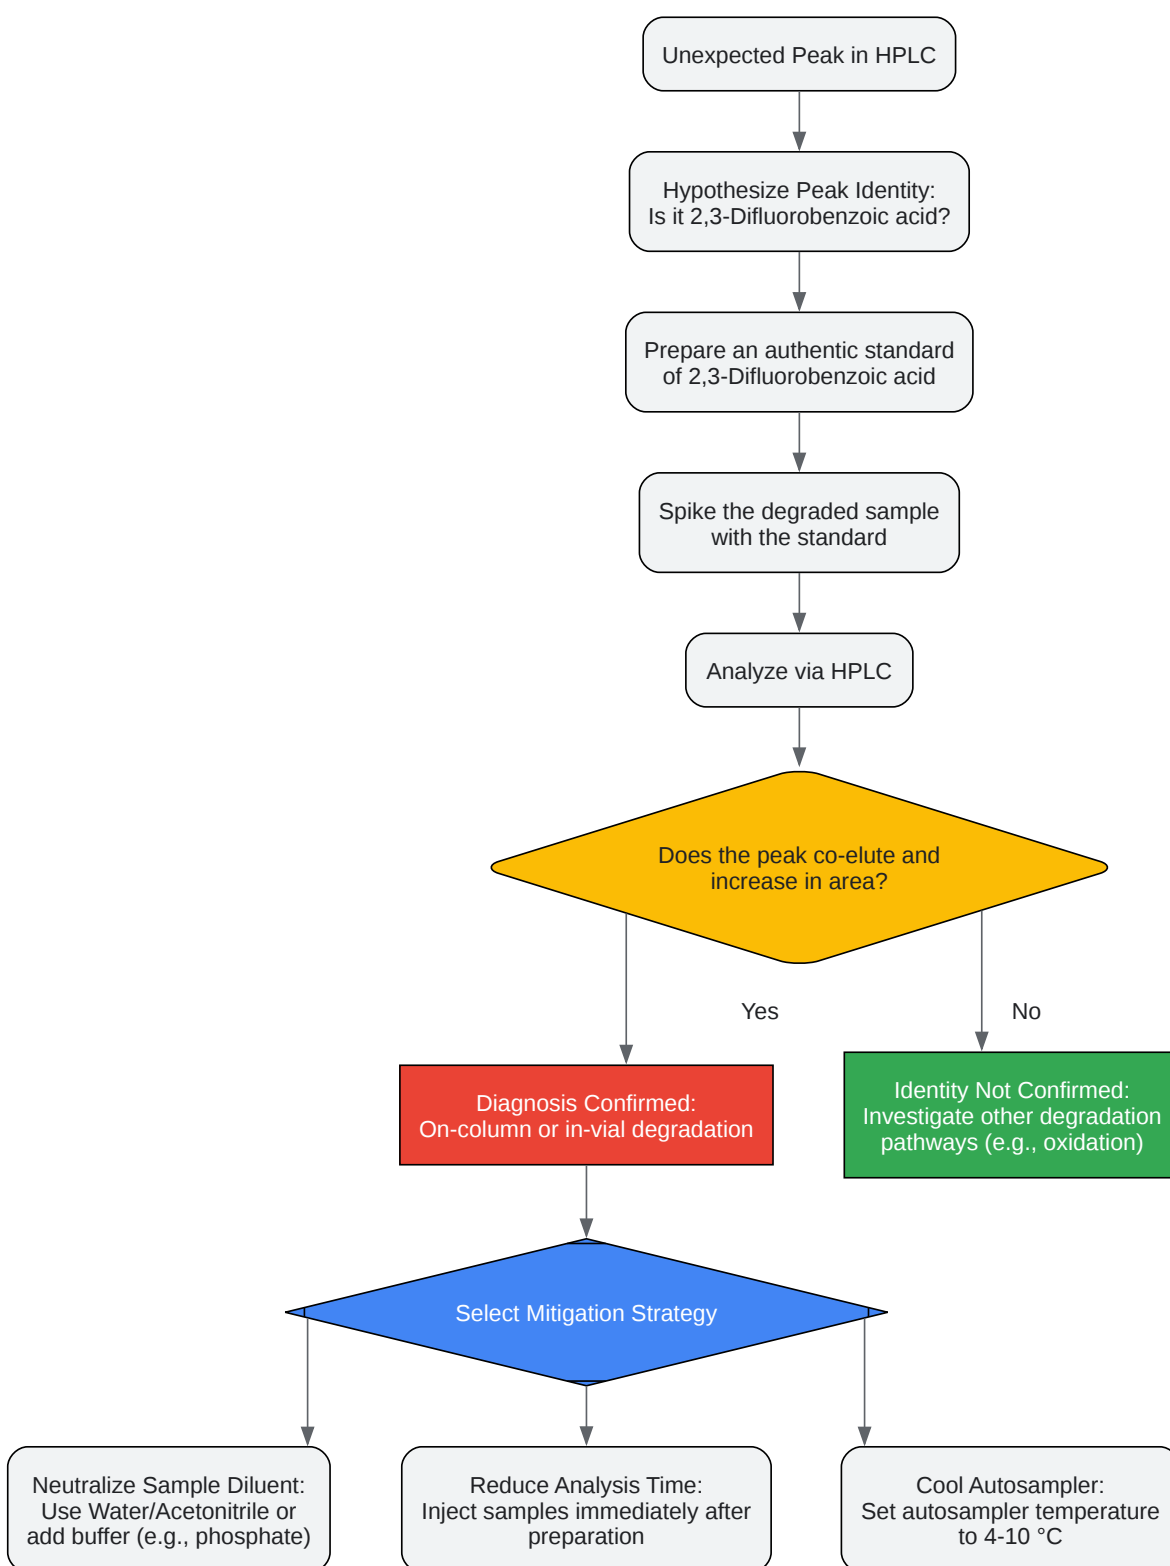 Unexpected Peak in HPLC
Hypothesize Peak Identity:
Is it 2,3-Difluorobenzoic acid?
Prepare an authentic standard
of 2,3-Difluorobenzoic acid
Spike the degraded sample
with the standard
Analyze via HPLC
Does the peak co-elute and
increase in area?
Yes
No
Diagnosis Confirmed:
On-column or in-vial degradation
Identity Not Confirmed:
Investigate other degradation
pathways (e.g., oxidation)
Select Mitigation Strategy
Neutralize Sample Diluent:
Use Water/Acetonitrile or
add buffer (e.g., phosphate)
Reduce Analysis Time:
Inject samples immediately after
preparation
Cool Autosampler:
Set autosampler temperature
to 4-10 °C